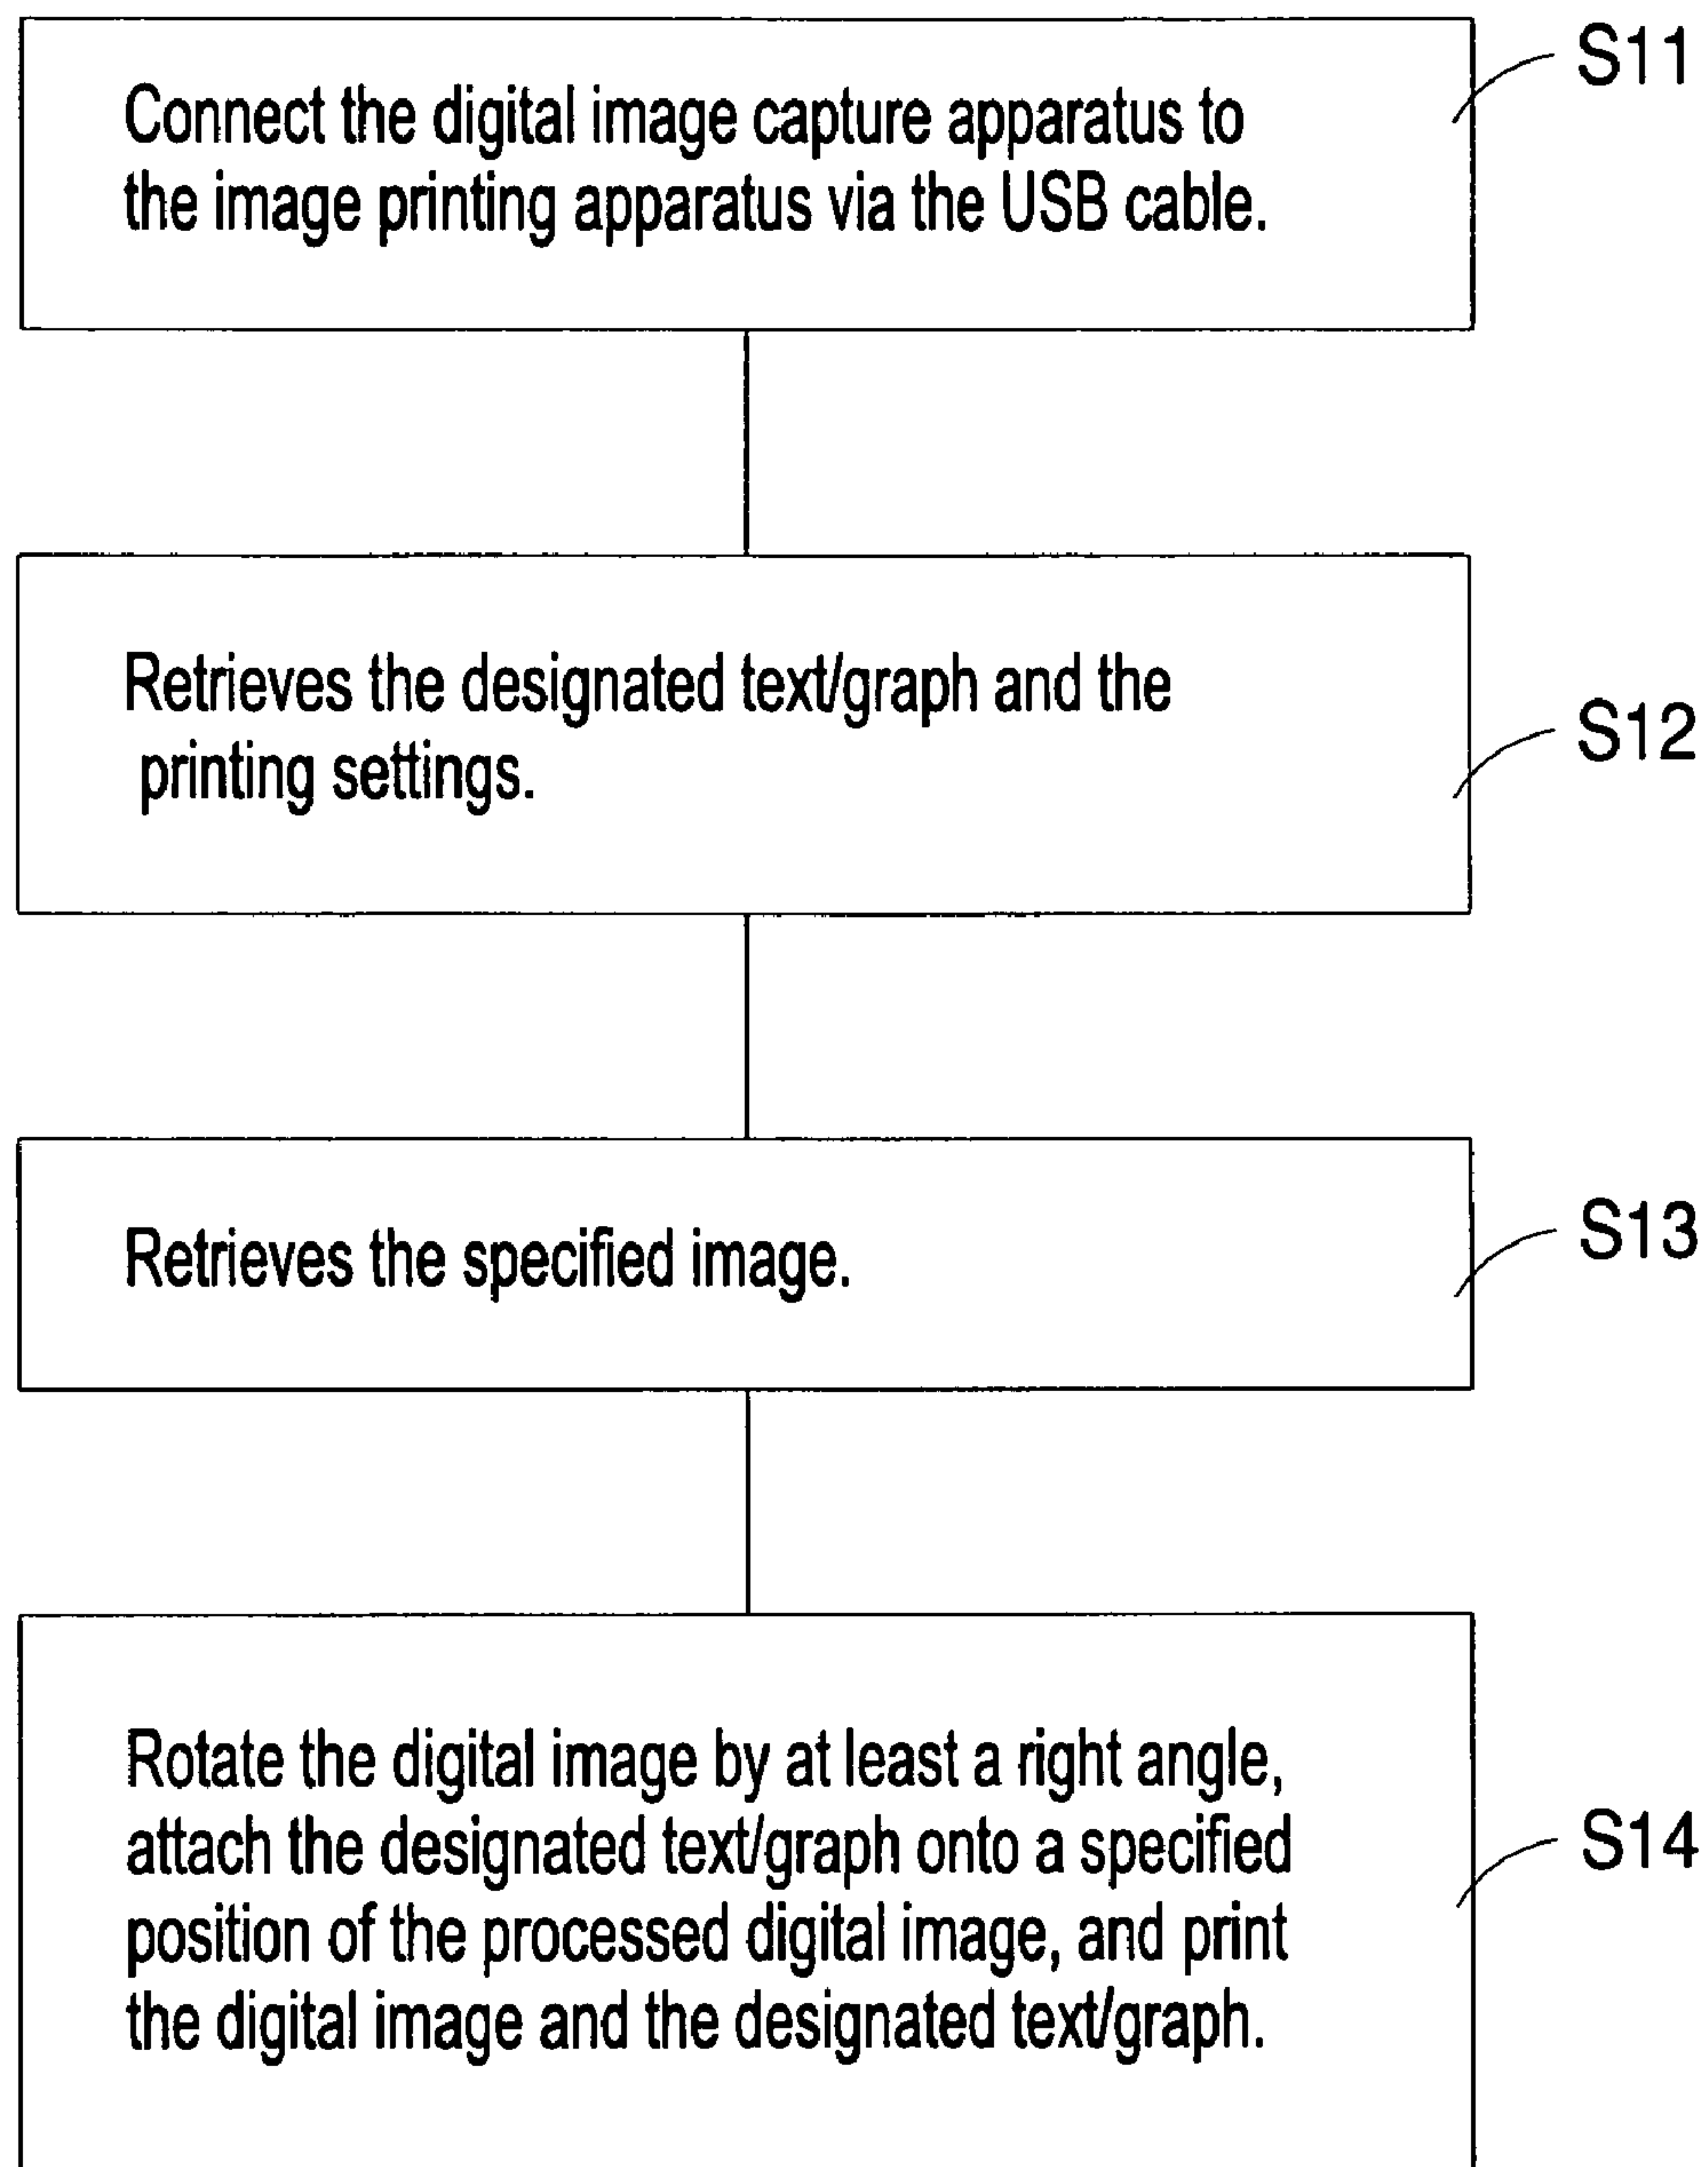 S11
Connect the digital image capture apparatus to
the image printing apparatus via the USB cable.
Retrieves the designated text/graph and the
printing settings.
S12
Retrieves the specified image.
S13
Rotate the digital image by at least a right angle,
attach the designated text/graph onto a specified
position of the processed digital image, and print
the digital image and the designated text/graph.
S14